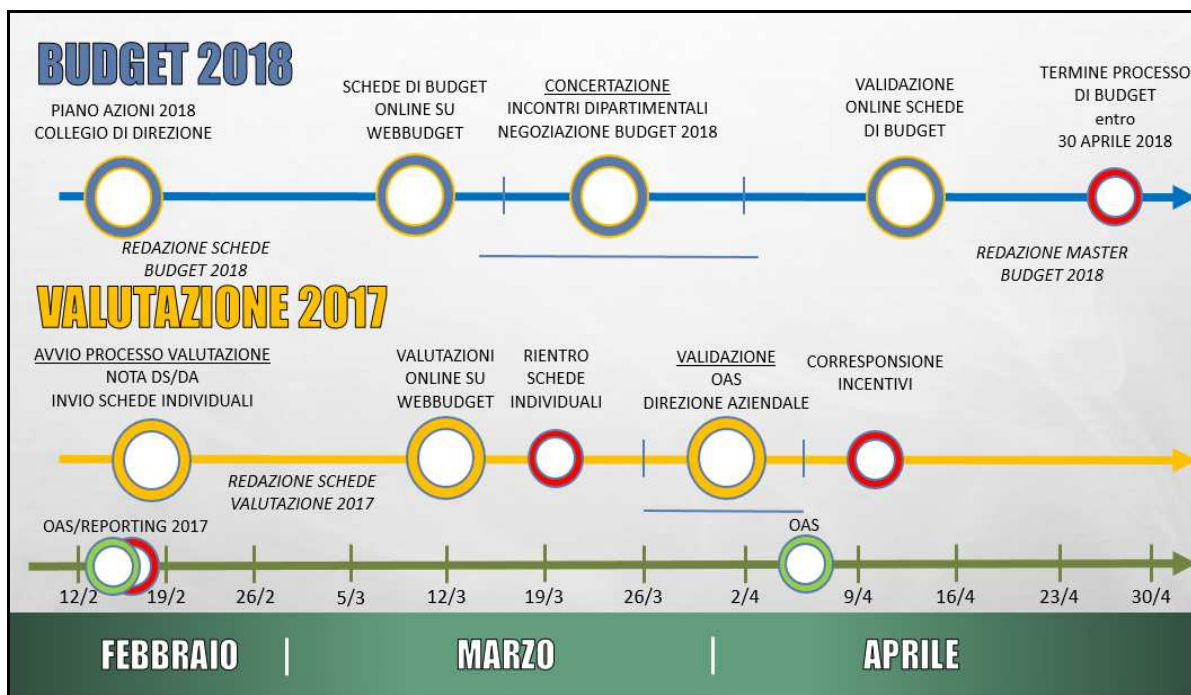 BUDGET 2018
PIANO AZIONI 2018
COLLEGIO DI DIREZIONE
SCHEDE DI BUDGET
ONLINE SU
WEBBUDGET
CONCERTAZIONE
INCONTRI DIPARTIMENTALI
NEGOZIAZIONE BUDGET 2018
VALIDAZIONE
ONLINE SCHEDE
DI BUDGET
TERMINE PROCESSO
DI BUDGET
entro
30 APRILE 2018
REDAZIONE SCHEDE
BUDGET 2018
REDAZIONE MASTER
BUDGET 2018
VALUTAZIONE 2017
AVVIO PROCESSO VALUTAZIONE
NOTA DS/DA
INVIO SCHEDE INDIVIDUALI
VALUTAZIONI
ONLINE SU
WEBBUDGET
RIENTRO
SCHEDE
INDIVIDUALI
VALIDAZIONE
OAS
DIREZIONE AZIENDALE
CORRESPONSIONE
INCENTIVI
REDAZIONE SCHEDE
VALUTAZIONE 2017
OAS/REPORTING 2017
OAS
12/2 19/2 26/2 5/3 12/3 19/3 26/3 2/4 9/4 16/4 23/4 30/4
FEBBRAIO | MARZO | APRILE